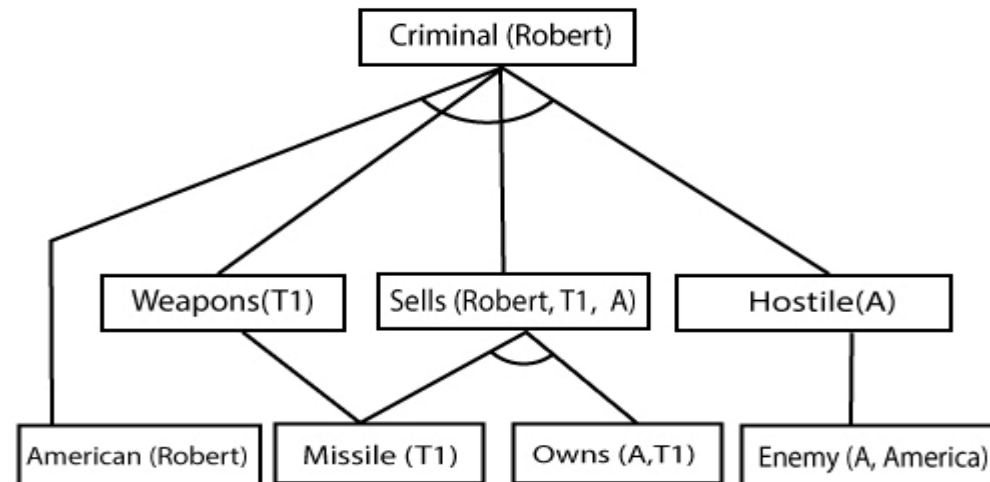 Criminal (Robert)
Weapons(T1)
Sells (Robert, T1, A)
Hostile(A)
American (Robert)
Missile (T1)
Owns (A,T1)
Enemy (A, America)